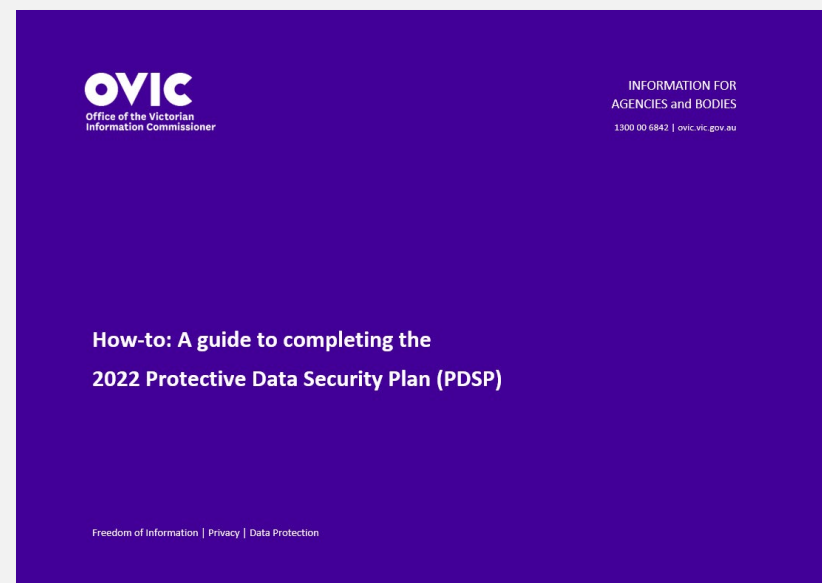 OVIC
Office of the Victorian
Information Commissioner
INFORMATION FOR
AGENCIES and BODIES
1300 00 6842 | ovic.vic.gov.au
How-to: A guide to completing the
2022 Protective Data Security Plan (PDSP)
Freedom of Information | Privacy | Data Protection